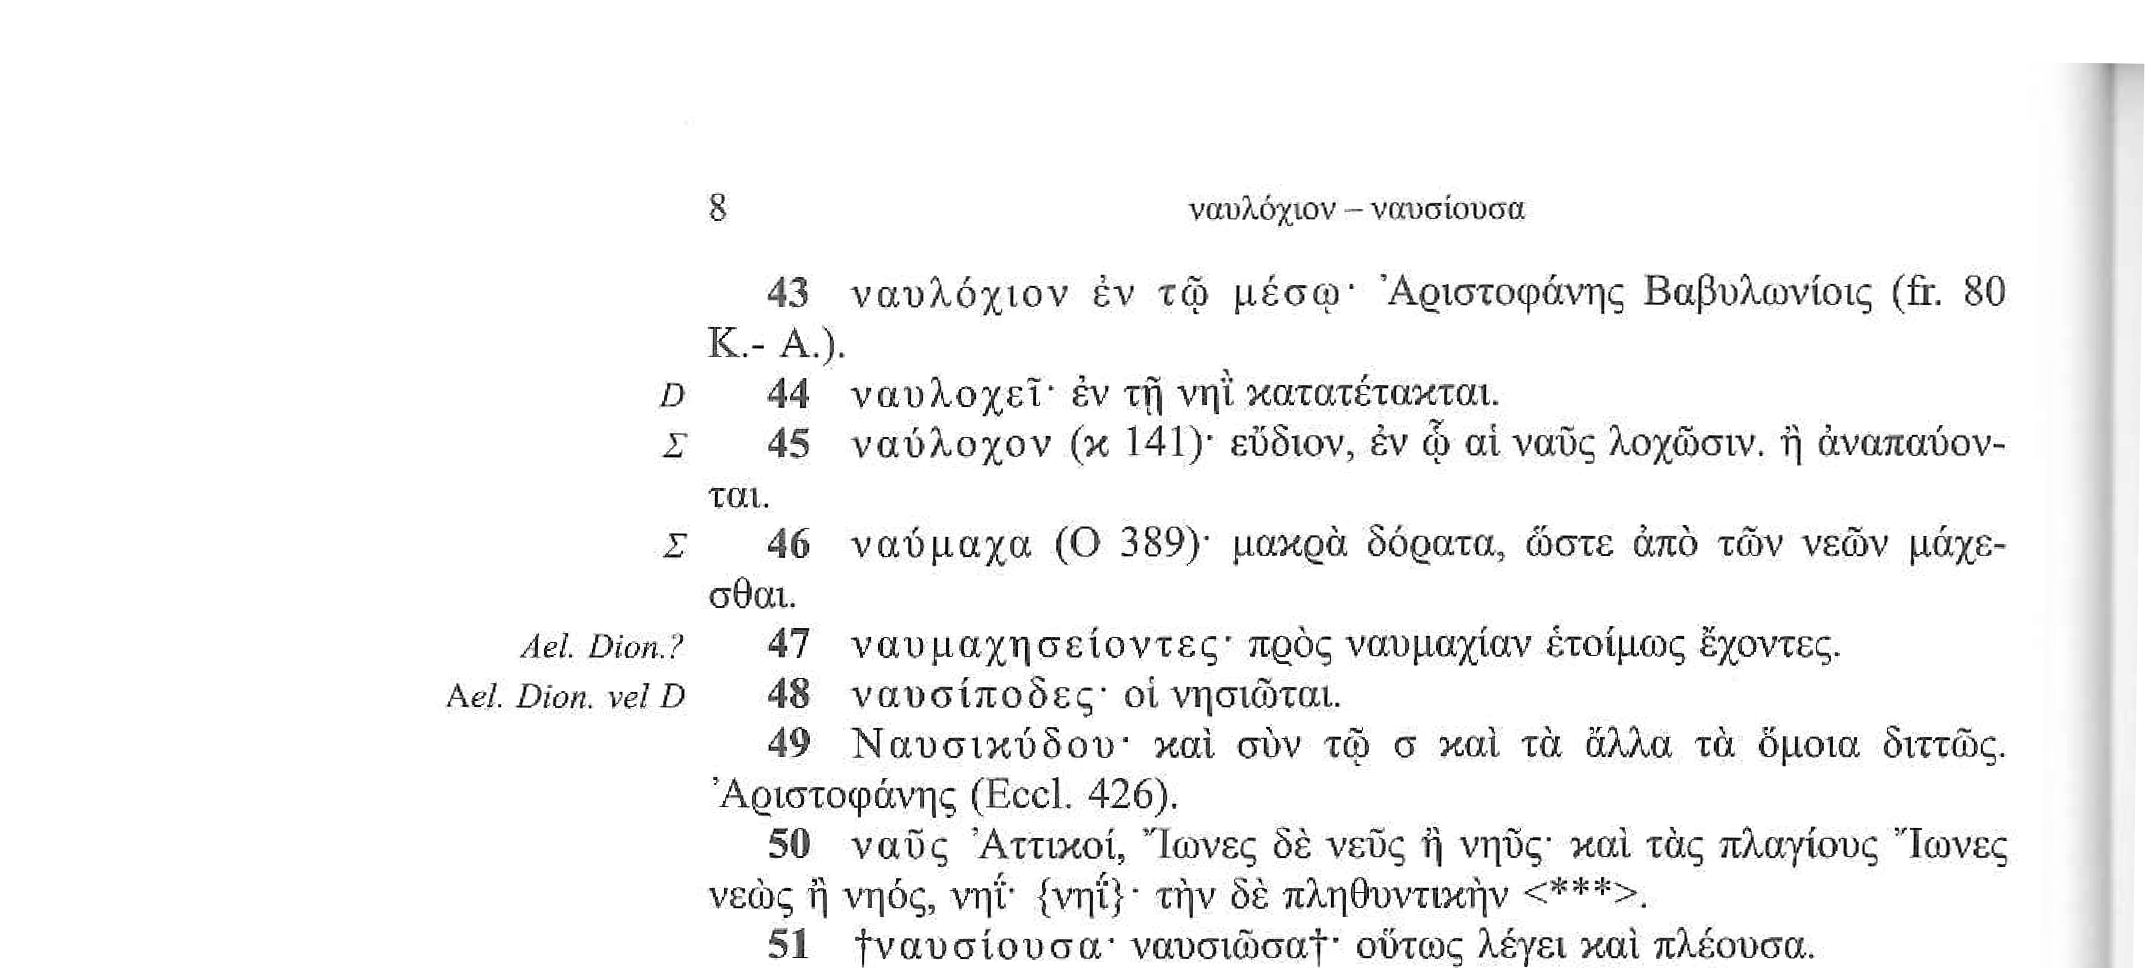 8 ναυλόχιον – ναυσίουσα
43 ναυλόχιον ἐν τῷ μέσῳ· Ἀριστοφάνης Βαβυλωνίοις (fr. 80
K.- A.).
D 44 ναυλοχεῖ· ἐν τῇ νηῒ κατατέτακται.
Σ 45 ναύλοχον (κ 141)· εὔδιον, ἐν ᾧ αἱ ναῦς λοχῶσιν. ἢ ἀναπαύον-
ται.
Σ 46 ναύμαχα (Ο 389)· μακρὰ δόρατα, ὥστε ἀπὸ τῶν νεῶν μάχε-
σθαι.
Ael. Dion.? 47 ναυμαχησείοντες· πρὸς ναυμαχίαν ἑτοίμως ἔχοντες.
Ael. Dion. vel D 48 ναυσίποδες· οἱ νησιῶται.
49 Ναυσικύδου· καὶ σὺν τῷ σ καὶ τὰ ἄλλα τὰ ὅμοια διττῶς.
Ἀριστοφάνης (Eccl. 426).
50 ναῦς Ἀττικοί, Ἴωνες δὲ νεῦς ἢ νηῦς· καὶ τὰς πλαγίους Ἴωνες
νεὼς ἢ νηός, νηΐ· {νηΐ}· τὴν δὲ πληθυντικὴν <***>.
51 †ναυσίουσα· ναυσιῶσα†· οὕτως λέγει καὶ πλέουσα.